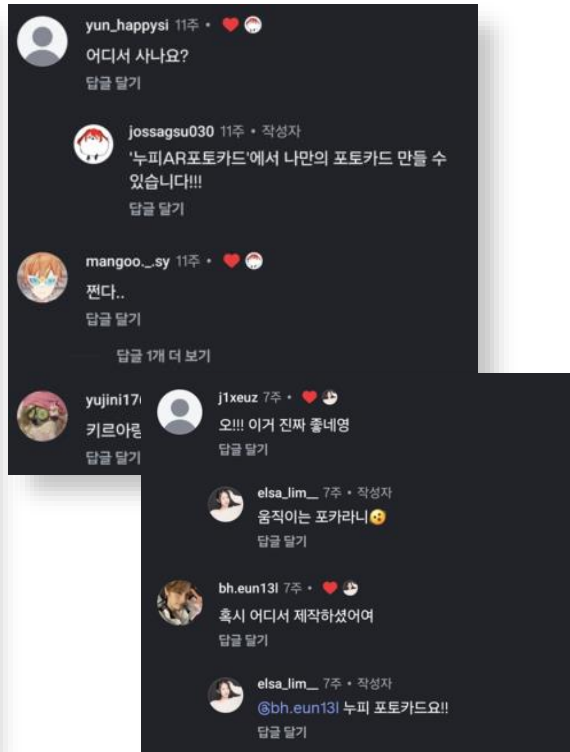 yun_happysi 11주 •
어디서 사나요?
답글 달기
jossagsu030 11주 • 작성자
'누피AR포토카드'에서 나만의 포토카드 만들 수
있습니다!!!
답글 달기
mangoo._.sy 11주 •
쩐다..
답글 달기
답글 1개 더 보기
키르아랑
답글 달기
j1xeuz 7주 •
오!!! 이거 진짜 좋네영
답글 달기
elsa_lim__ 7주 • 작성자
움직이는 포카라니😘
답글 달기
bh.eun13l 7주 •
혹시 어디서 제작하셨어여
답글 달기
elsa_lim__ 7주 • 작성자
@bh.eun13l 누피 포토카드요!!
답글 달기